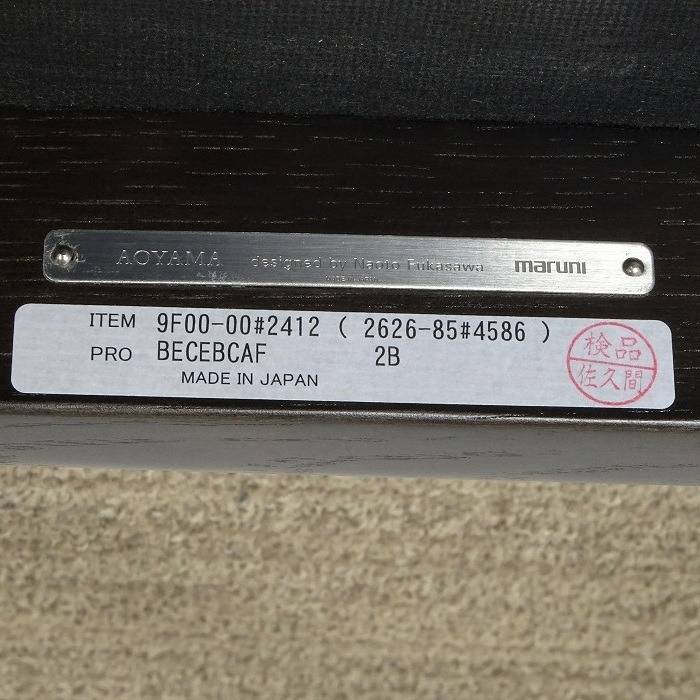 AOYAMA designed by Naoto Fukasawa maruni
ITEM 9F00-00#2412 ( 2626-85#4586 )
PRO BECEBCAF 2B
MADE IN JAPAN
検品
佐久間